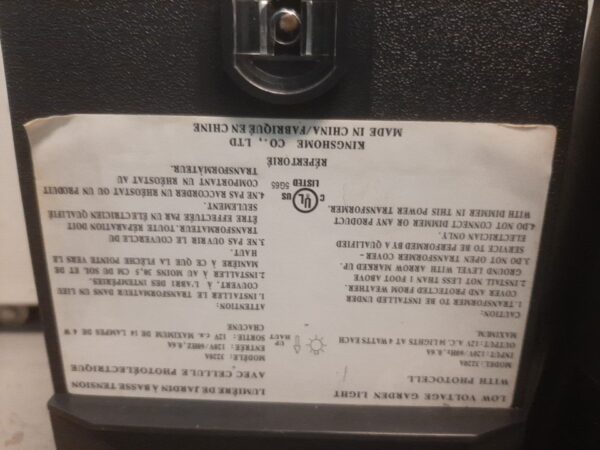 LOW VOLTAGE GARDEN LIGHT
WITH PHOTOCELL
MODEL: 3220A
INPUT: 120V/60HZ, 0.6A
OUTPUT: 12V A.C. 14 LIGHTS AT 4 WATTS EACH
MAXIMUM.
UP
HAUT
CAUTION:
1. TRANSFORMER TO BE INSTALLED UNDER
COVER AND PROTECTED FROM WEATHER.
2. INSTALL NOT LESS THAN 1 FOOT ABOVE
GROUND LEVEL WITH ARROW MARKED UP.
3. DO NOT OPEN TRANSFORMER COVER -
SERVICE TO BE PERFORMED BY A QUALIFIED
ELECTRICIAN ONLY.
4.DO NOT CONNECT DIMMER OR ANY PRODUCT
WITH DIMMER IN THIS POWER TRANSFORMER.
LUMIÈRE DE JARDIN À BASSE TENSION
AVEC CELLULE PHOTOÉLECTRIQUE
MODÈLE: 3220A
ENTRÉE: 120V/60HZ,0.6A
SORTIE: 12V c.a. MAXIMUM DE 14 LAMPES DE 4 W
CHACUNE
ATTENTION:
1. INSTALLER LE TRANSFORMATEUR DANS UN LIEU
COUVERT, À L'ABRI DES INTEMPÉRIES.
2.INSTALLER À AU MOINS 30,5 CM DU SOL ET DE
MANIÈRE À CE QUE LA FLÈCHE POINTE VERS LE
HAUT.
3. NE PAS OUVRIR LE COUVERCLE DU
TRANSFORMATEUR.TOUTE RÉPARATION DOIT
ÊTRE EFFECTUÉE PAR UN ÉLECTRICIEN QUALIFIÉ
SEULEMENT.
4.NE PAS RACCORDER UN RHÉOSTAT OU UN PRODUIT
COMPORTANT UN RHÉOSTAT AU
TRANSFORMATEUR.
C UL US
LISTED 5G65
RÉPERTORIÉ
KINGSHOME CO., LTD
MADE IN CHINA/FABRIQUÉ EN CHINE